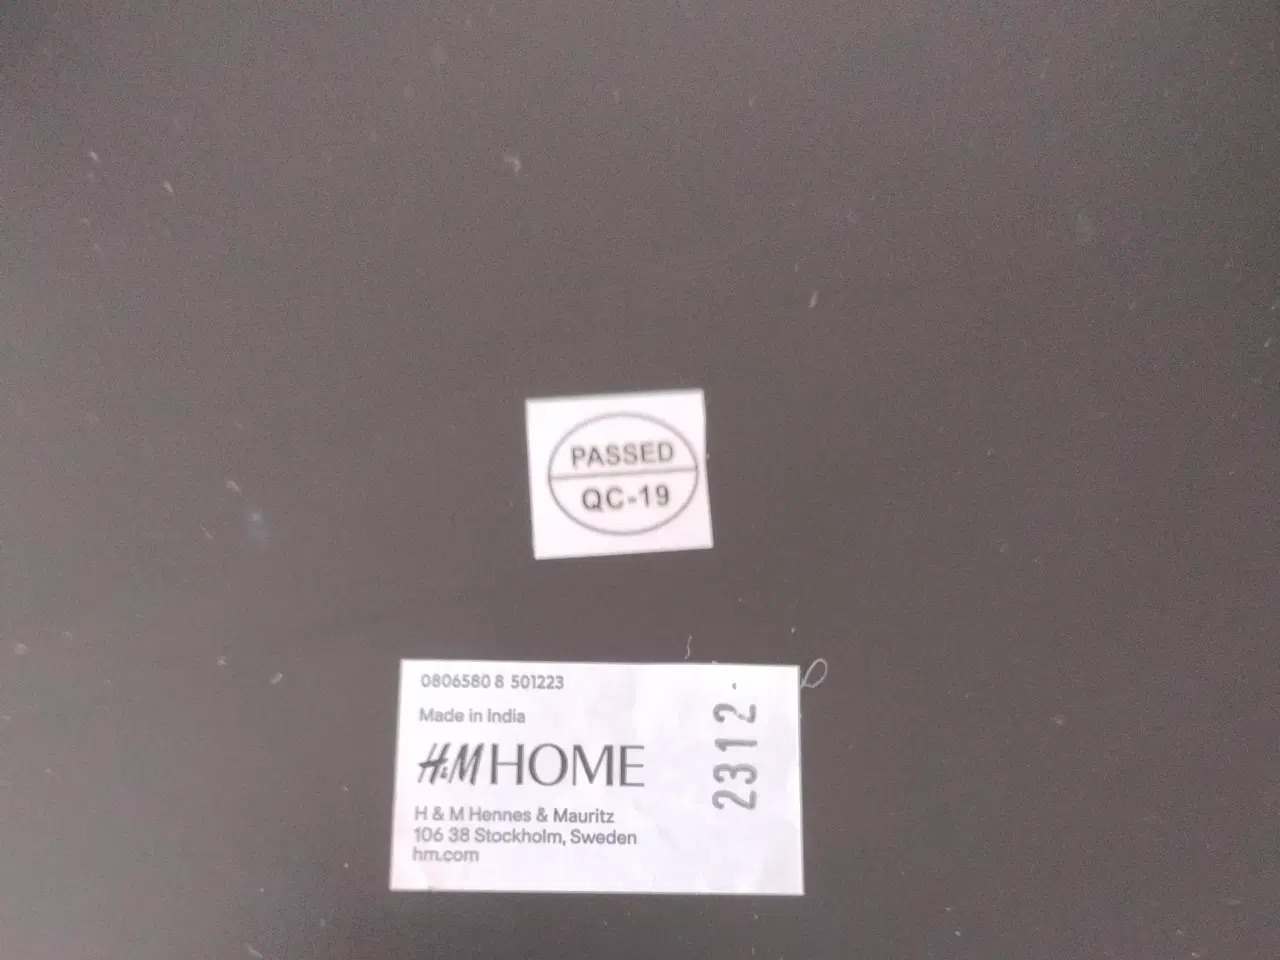 PASSED
QC-19
0806580 8 501223
Made in India
H&M HOME
H & M Hennes & Mauritz
106 38 Stockholm, Sweden
hm.com
2312